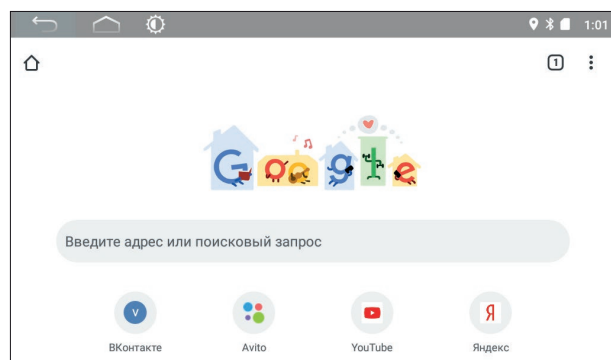 1:01
1
Google
Введите адрес или поисковый запрос
V
Я
ВКонтакте
Avito
YouTube
Яндекс